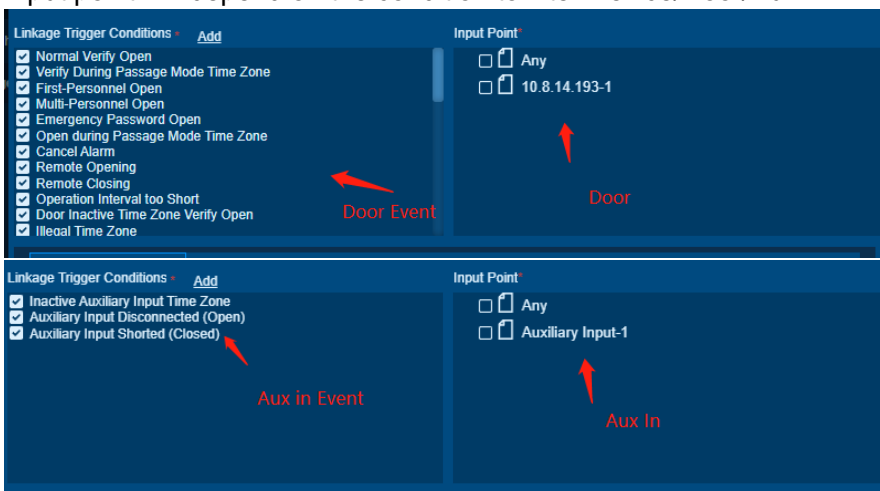 Linkage Trigger Conditions * Add
Input Point*
Normal Verify Open
Verify During Passage Mode Time Zone
First-Personnel Open
Multi-Personnel Open
Emergency Password Open
Open during Passage Mode Time Zone
Cancel Alarm
Remote Opening
Remote Closing
Operation Interval too Short
Door Inactive Time Zone Verify Open
Illegal Time Zone
Door Event
Any
10.8.14.193-1
Door
Linkage Trigger Conditions * Add
Input Point*
Inactive Auxiliary Input Time Zone
Auxiliary Input Disconnected (Open)
Auxiliary Input Shorted (Closed)
Aux in Event
Any
Auxiliary Input-1
Aux In